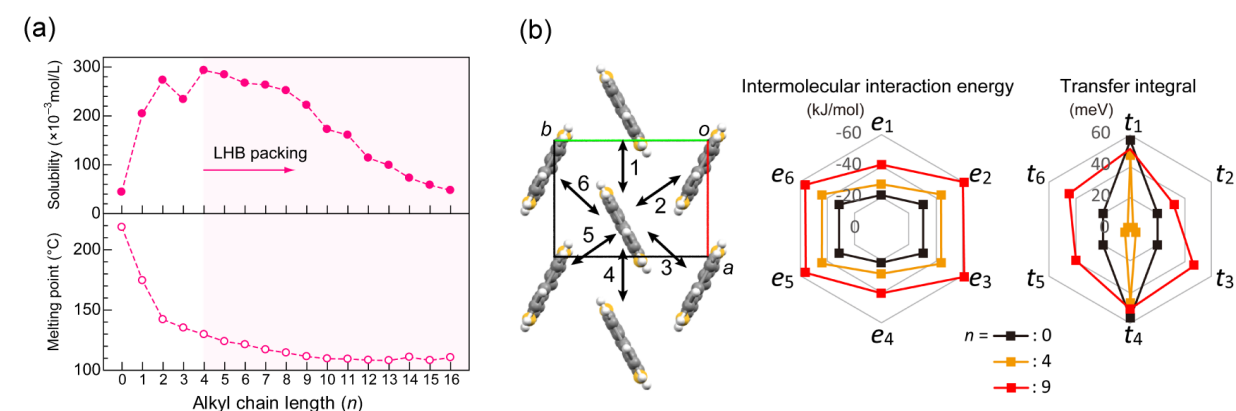 (a)
Solubility (×10⁻³mol/L)
300
200
100
0
LHB packing
Melting point (°C)
200
150
100
0 1 2 3 4 5 6 7 8 9 10 11 12 13 14 15 16
Alkyl chain length (n)
(b)
b
o
a
1
2
3
4
5
6
Intermolecular interaction energy
(kJ/mol)
-60
-40
-20
0
e1
e2
e3
e4
e5
e6
Transfer integral
(meV)
60
40
20
0
t1
t2
t3
t4
t5
t6
n = : 0
: 4
: 9